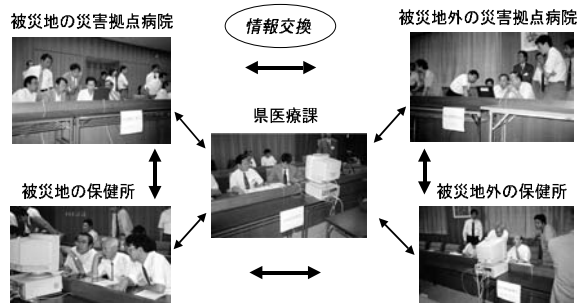 被災地の災害拠点病院
情報交換
被災地外の災害拠点病院
県医療課
被災地の保健所
被災地外の保健所